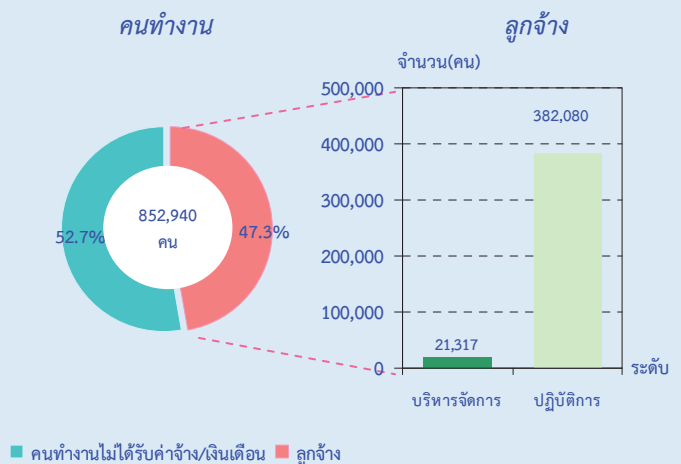 คนทำงาน
ลูกจ้าง
จำนวน(คน)
500,000
400,000
300,000
200,000
100,000
0
382,080
21,317
ระดับ
บริหารจัดการ
ปฏิบัติการ
52.7%
852,940
คน
47.3%
คนทำงานไม่ได้รับค่าจ้าง/เงินเดือน
ลูกจ้าง